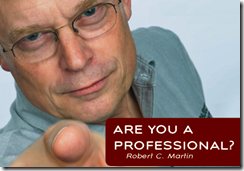 ARE YOU A
PROFESSIONAL?
Robert C. Martin